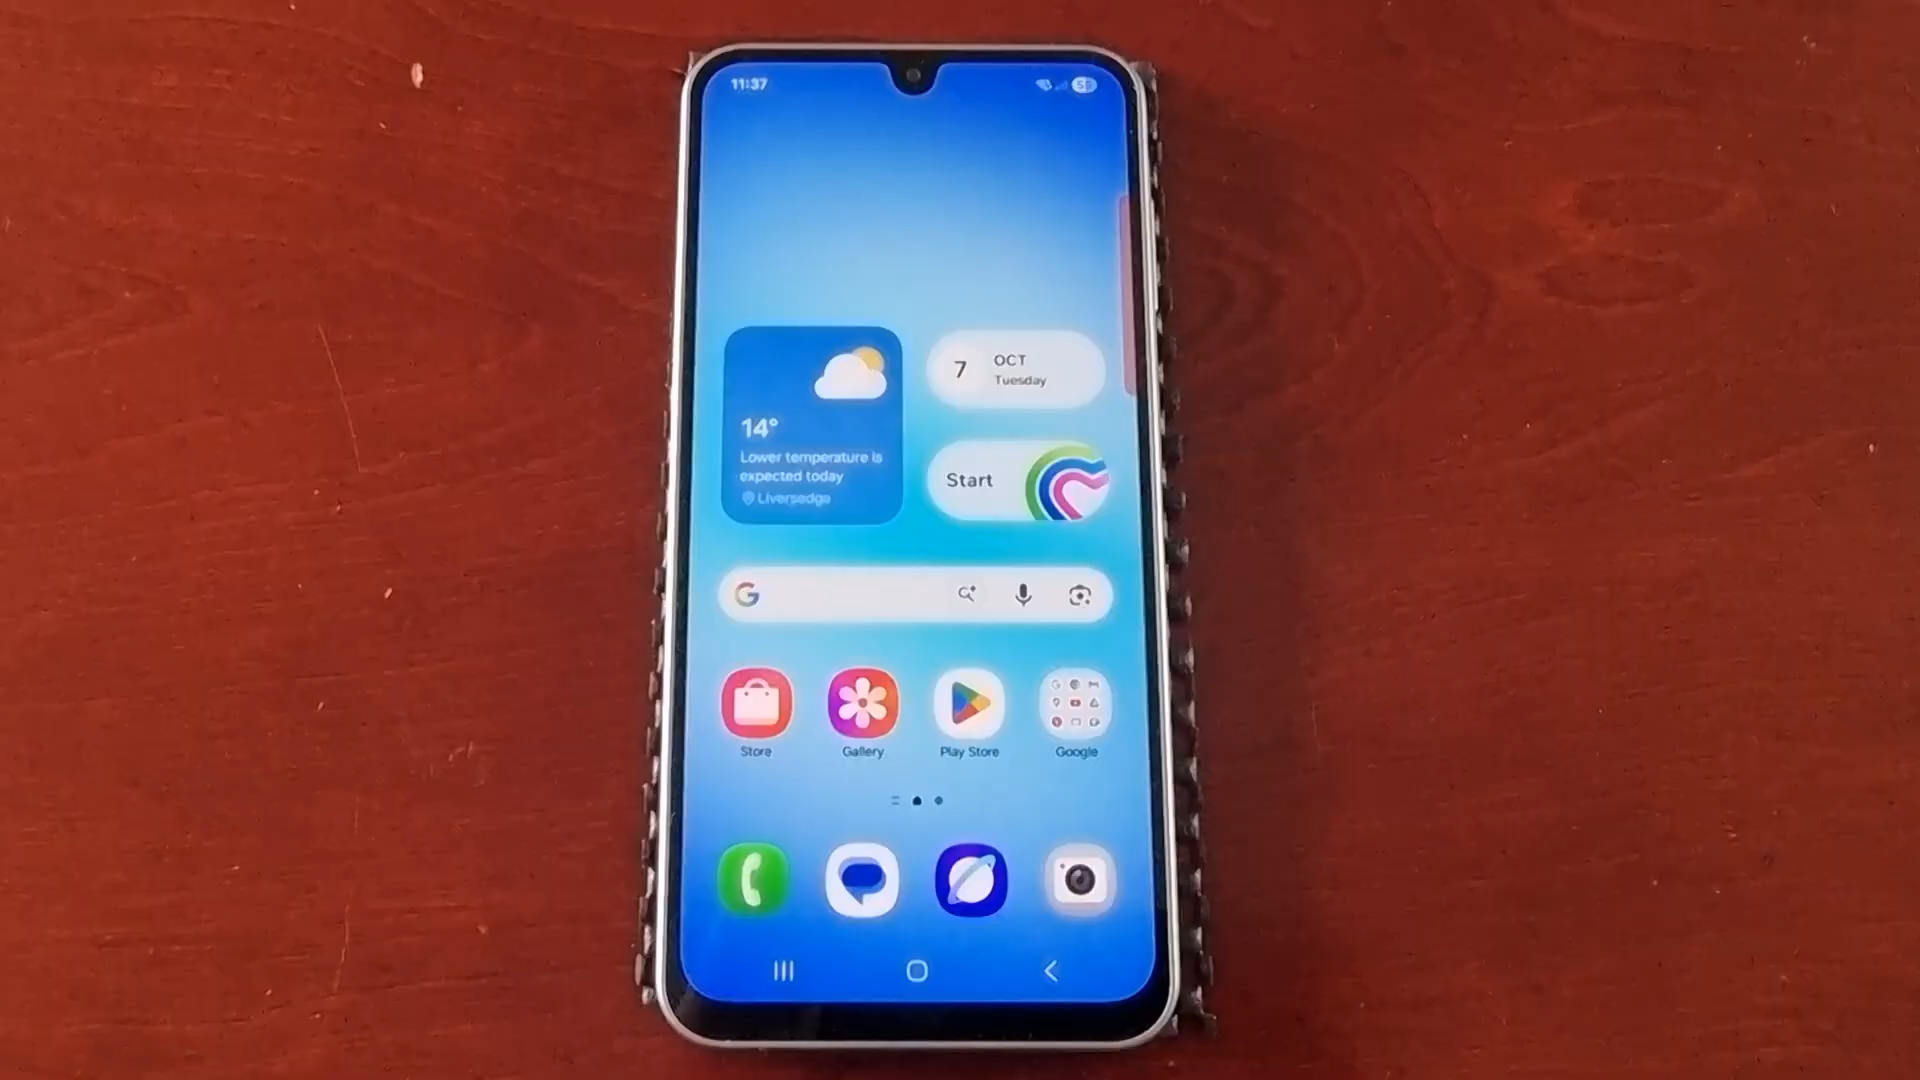 11:37
14°
Lower temperature is
expected today
Liversedge
7
OCT
Tuesday
Start
G
Store
Gallery
Play Store
Google